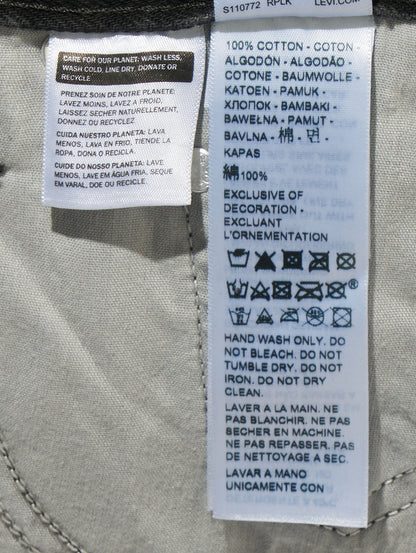 S110772 RPLK LEVI.COM
CARE FOR OUR PLANET: WASH LESS,
WASH COLD, LINE DRY, DONATE OR
RECYCLE
PRENEZ SOIN DE NOTRE PLANÈTE:
LAVEZ MOINS, LAVEZ A FROID,
LAISSEZ SECHER NATURELLEMENT,
DONNEZ OU RECYCLEZ
CUIDA NUESTRO PLANETA: LAVA
MENOS, LAVA EN FRIO, TIENDE LA
ROPA, DONA O RECICLA.
CUIDE DO NOSSO PLANETA: LAVE
MENOS, LAVE EM ÁGUA FRIA, SEQUE
EM VARAL, DOE OU RECICLE.
100% COTTON - COTON -
ALGODÓN - ALGODÃO -
COTONE - BAUMWOLLE -
KATOEN - PAMUK -
ХЛОПОК - ΒΑΜΒΑΚΙ -
BAWEŁNA - PAMUT -
BAVLNA - 棉 - 면 -
KAPAS
綿100%
EXCLUSIVE OF
DECORATION -
EXCLUANT
L'ORNEMENTATION
HAND WASH ONLY. DO
NOT BLEACH. DO NOT
TUMBLE DRY. DO NOT
IRON. DO NOT DRY
CLEAN.
LAVER A LA MAIN. NE
PAS BLANCHIR. NE PAS
SECHER EN MACHINE.
NE PAS REPASSER. PAS
DE NETTOYAGE A SEC.
LAVAR A MANO
UNICAMENTE CON